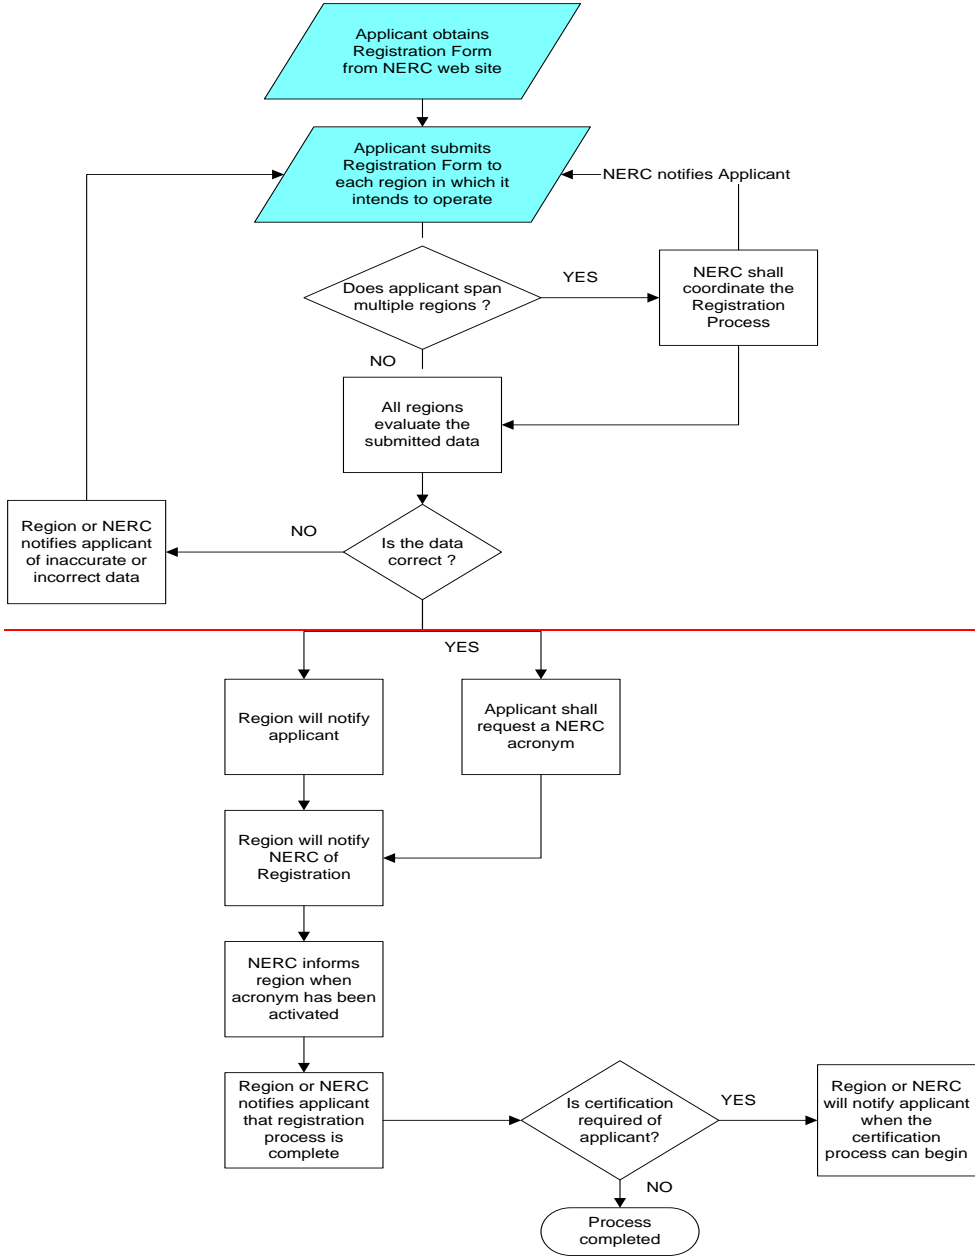 Applicant obtains
Registration Form
from NERC web site
Applicant submits
Registration Form to
each region in which it
intends to operate
NERC notifies Applicant
Does applicant span
multiple regions ?
YES
NERC shall
coordinate the
Registration
Process
NO
All regions
evaluate the
submitted data
Region or NERC
notifies applicant
of inaccurate or
incorrect data
NO
Is the data
correct ?
YES
Region will notify
applicant
Applicant shall
request a NERC
acronym
Region will notify
NERC of
Registration
NERC informs
region when
acronym has been
activated
Region or NERC
notifies applicant
that registration
process is
complete
Is certification
required of
applicant?
YES
Region or NERC
will notify applicant
when the
certification
process can begin
NO
Process
completed